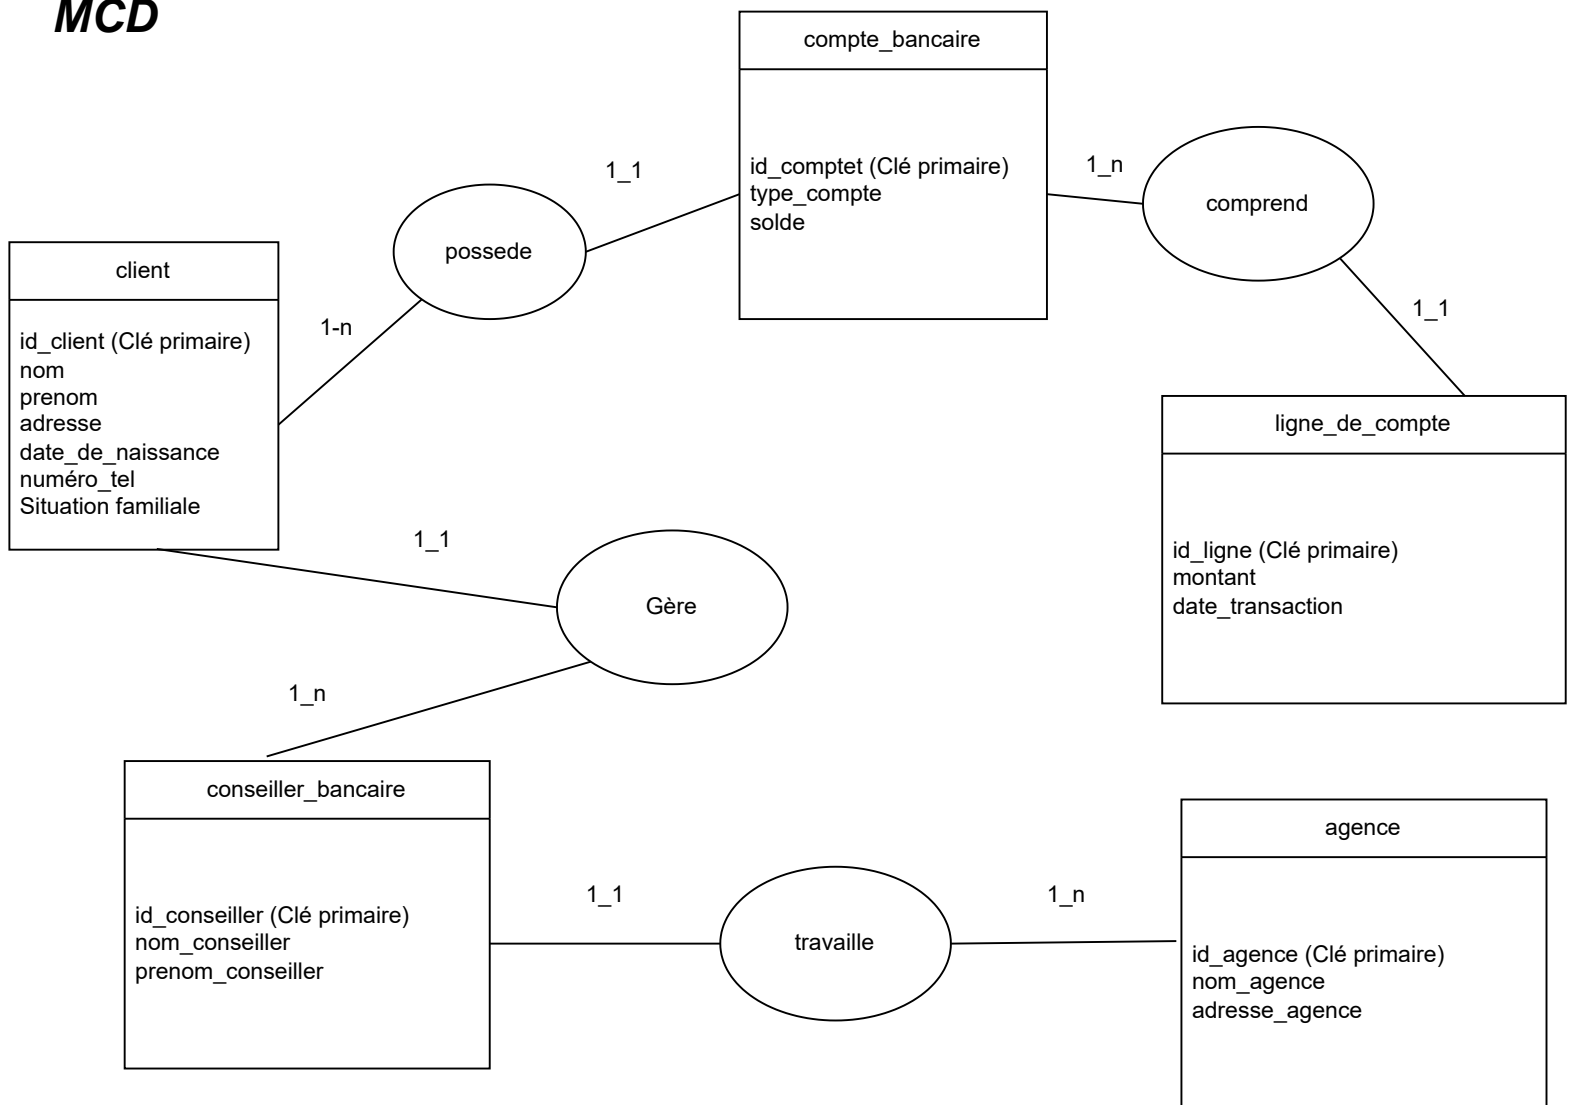 MCD
compte_bancaire
id_comptet (Clé primaire)
type_compte
solde
1_1
1_n
possede
comprend
client
id_client (Clé primaire)
nom
prenom
adresse
date_de_naissance
numéro_tel
Situation familiale
1-n
1_1
ligne_de_compte
id_ligne (Clé primaire)
montant
date_transaction
1_1
Gère
1_n
conseiller_bancaire
id_conseiller (Clé primaire)
nom_conseiller
prenom_conseiller
1_1
travaille
1_n
agence
id_agence (Clé primaire)
nom_agence
adresse_agence